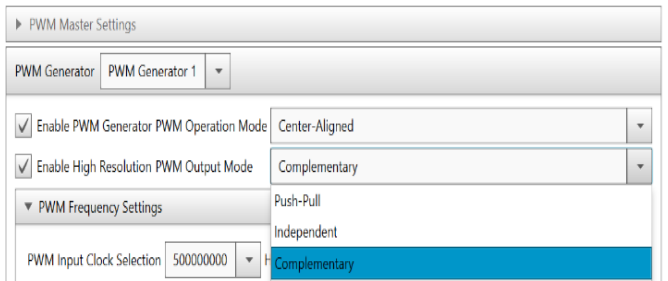 PWM Master Settings
PWM Generator PWM Generator 1
Enable PWM Generator PWM Operation Mode Center-Aligned
Enable High Resolution PWM Output Mode Complementary
PWM Frequency Settings
Push-Pull
Independent
PWM Input Clock Selection 500000000 H
Complementary